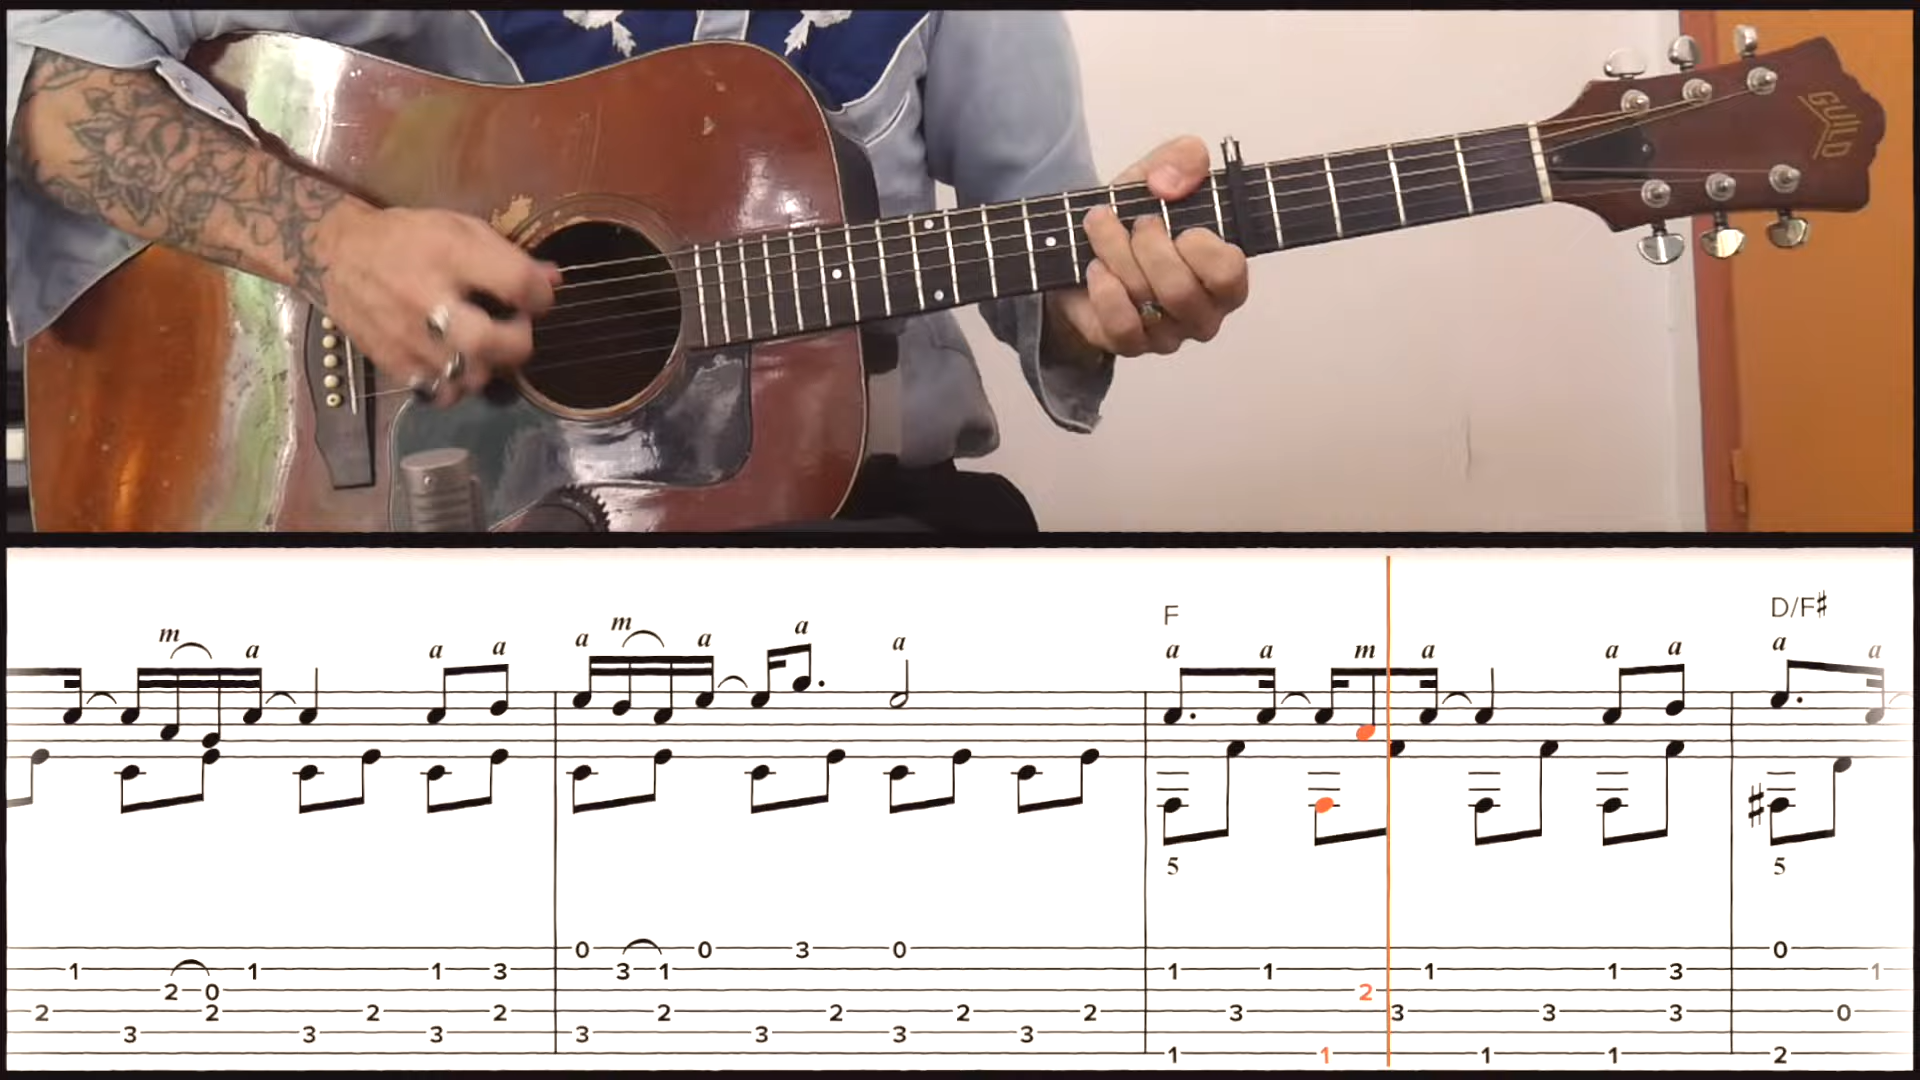 GUILD
F
D/F♯
m a a a a m a a a a a m a a a a a
5 5
0 0 3 0 0
1 1 1 3 3 1 1 1 1 1 3 1
2 0 2
2 2 2 2 2 2 2 2 3 3 3 3 0
3 3 3 3 3 3 3
1 1 1 1 2